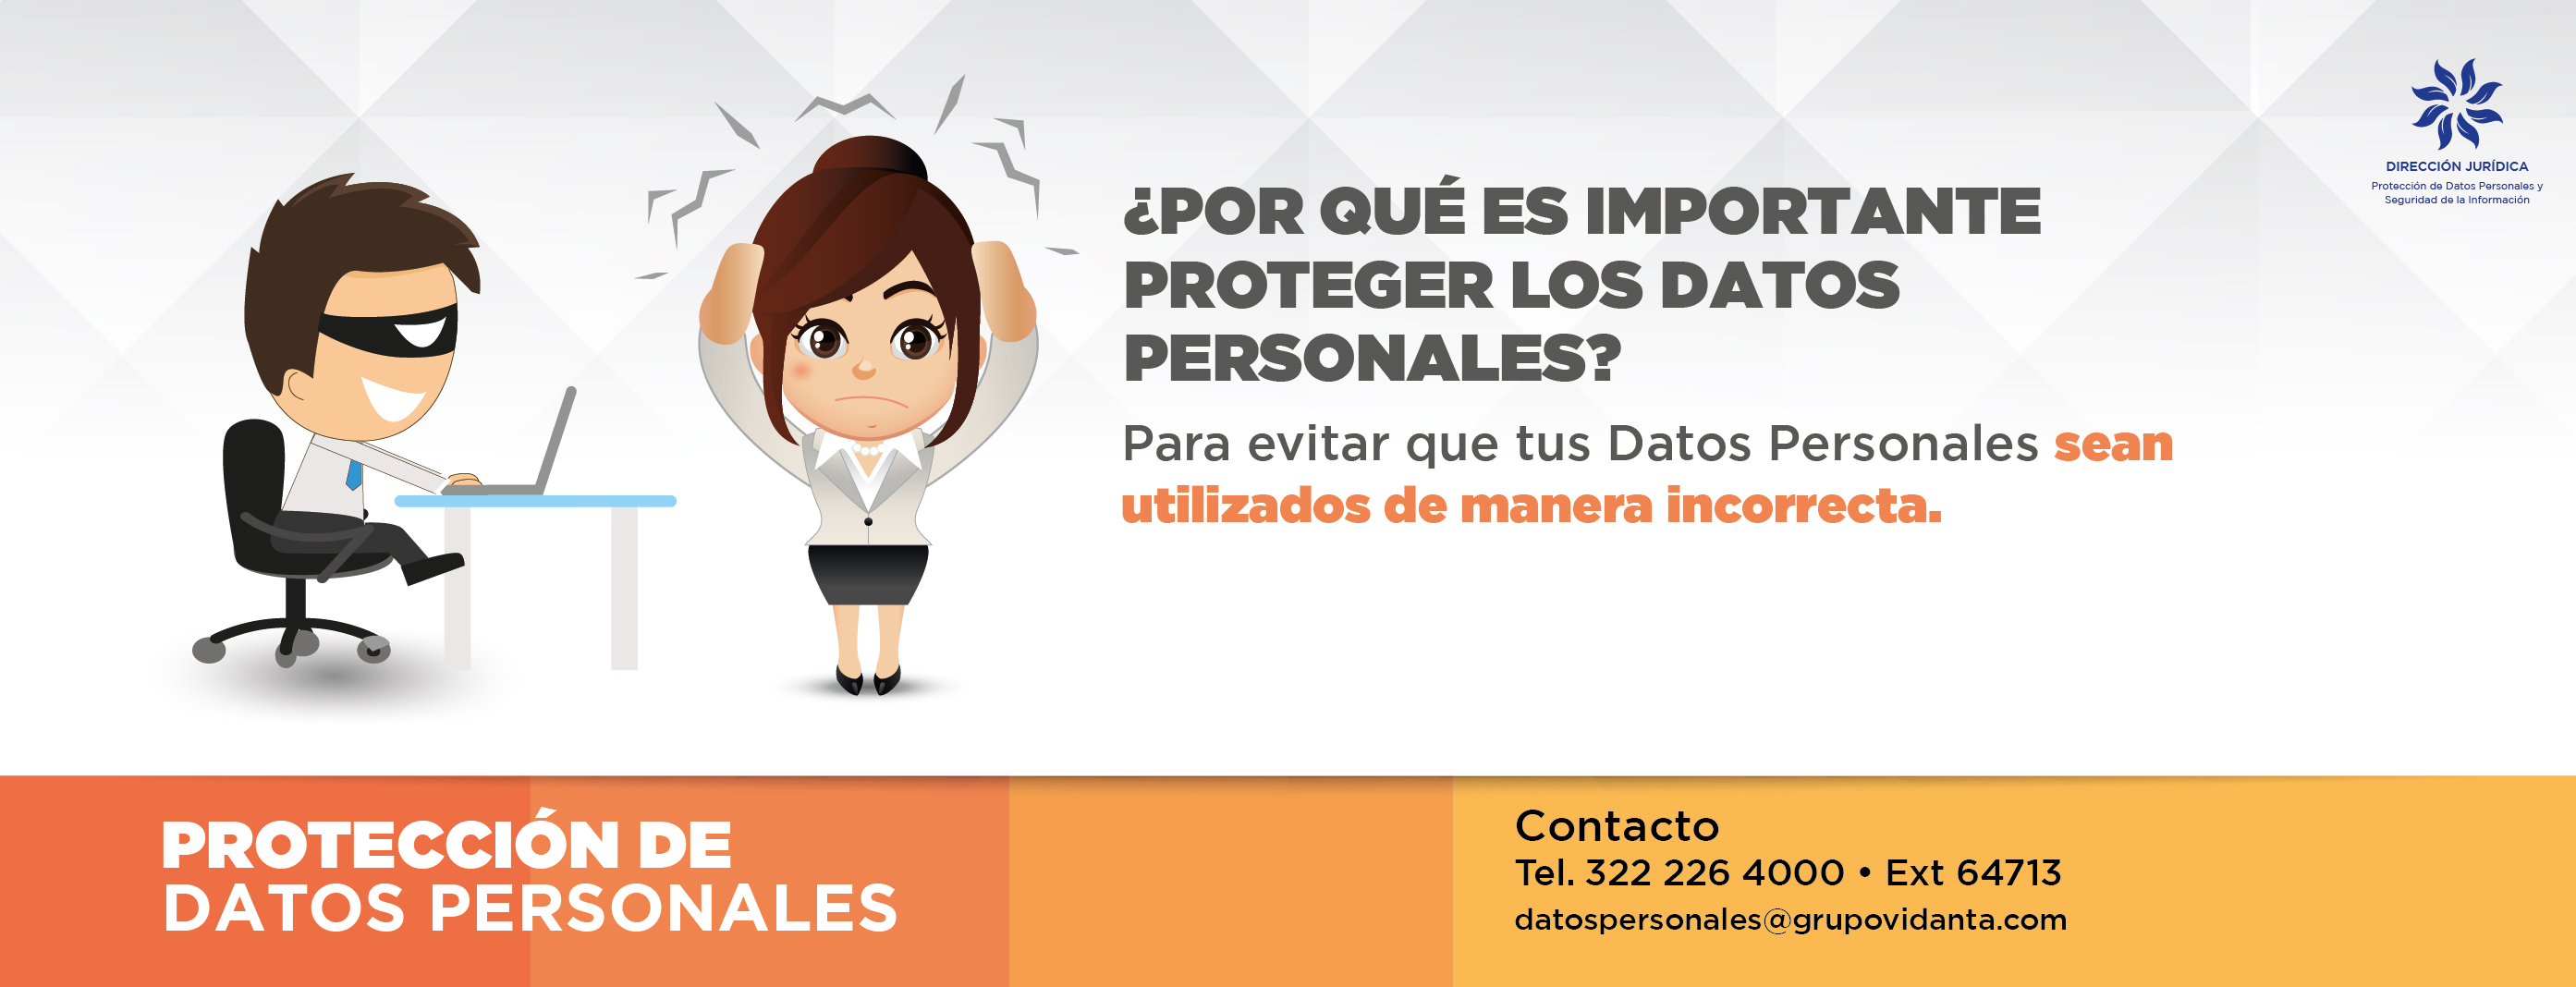 ¿POR QUÉ ES IMPORTANTE
PROTEGER LOS DATOS
PERSONALES?
Para evitar que tus Datos Personales sean
utilizados de manera incorrecta.
DIRECCIÓN JURÍDICA
Protección de Datos Personales y
Seguridad de la Información
PROTECCIÓN DE
DATOS PERSONALES
Contacto
Tel. 322 226 4000 • Ext 64713
datospersonales@grupovidanta.com